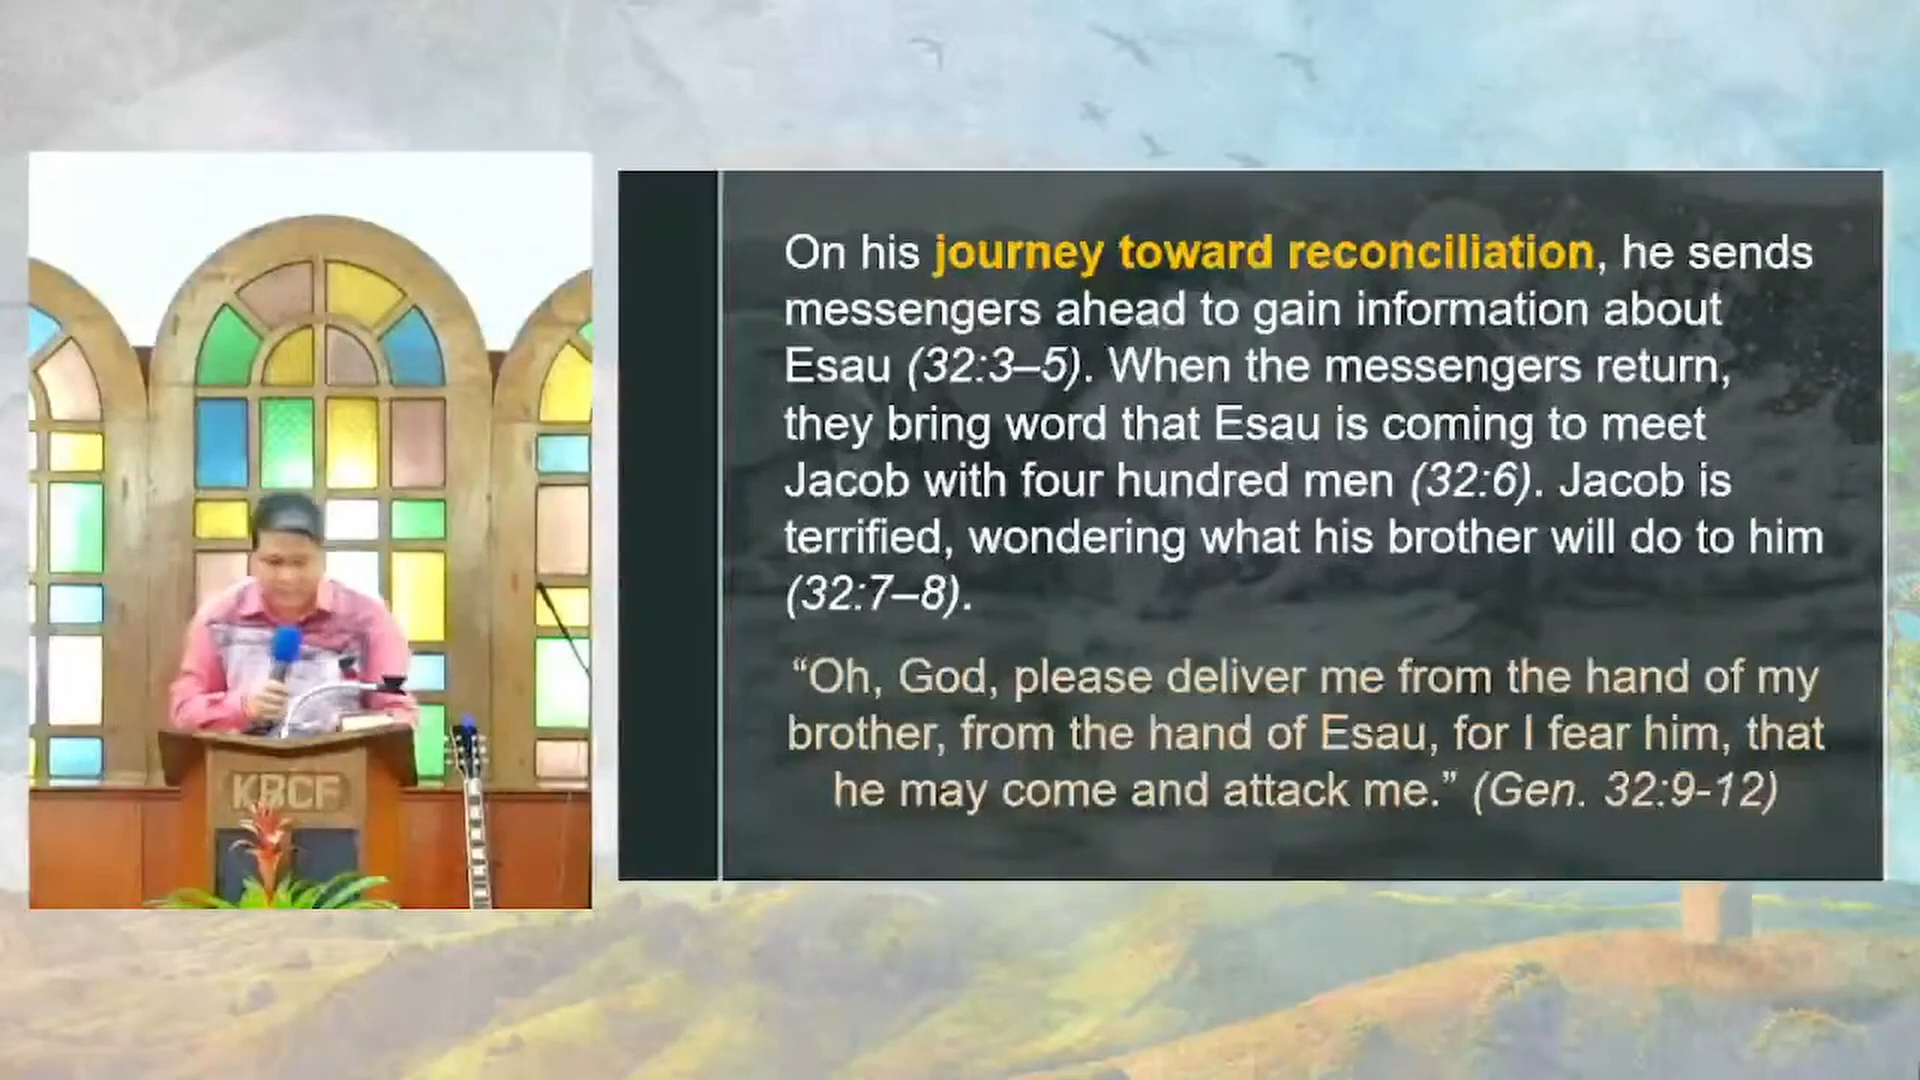 On his journey toward reconciliation, he sends
messengers ahead to gain information about
Esau (32:3–5). When the messengers return,
they bring word that Esau is coming to meet
Jacob with four hundred men (32:6). Jacob is
terrified, wondering what his brother will do to him
(32:7–8).
“Oh, God, please deliver me from the hand of my
brother, from the hand of Esau, for I fear him, that
he may come and attack me.” (Gen. 32:9-12)
KBCF